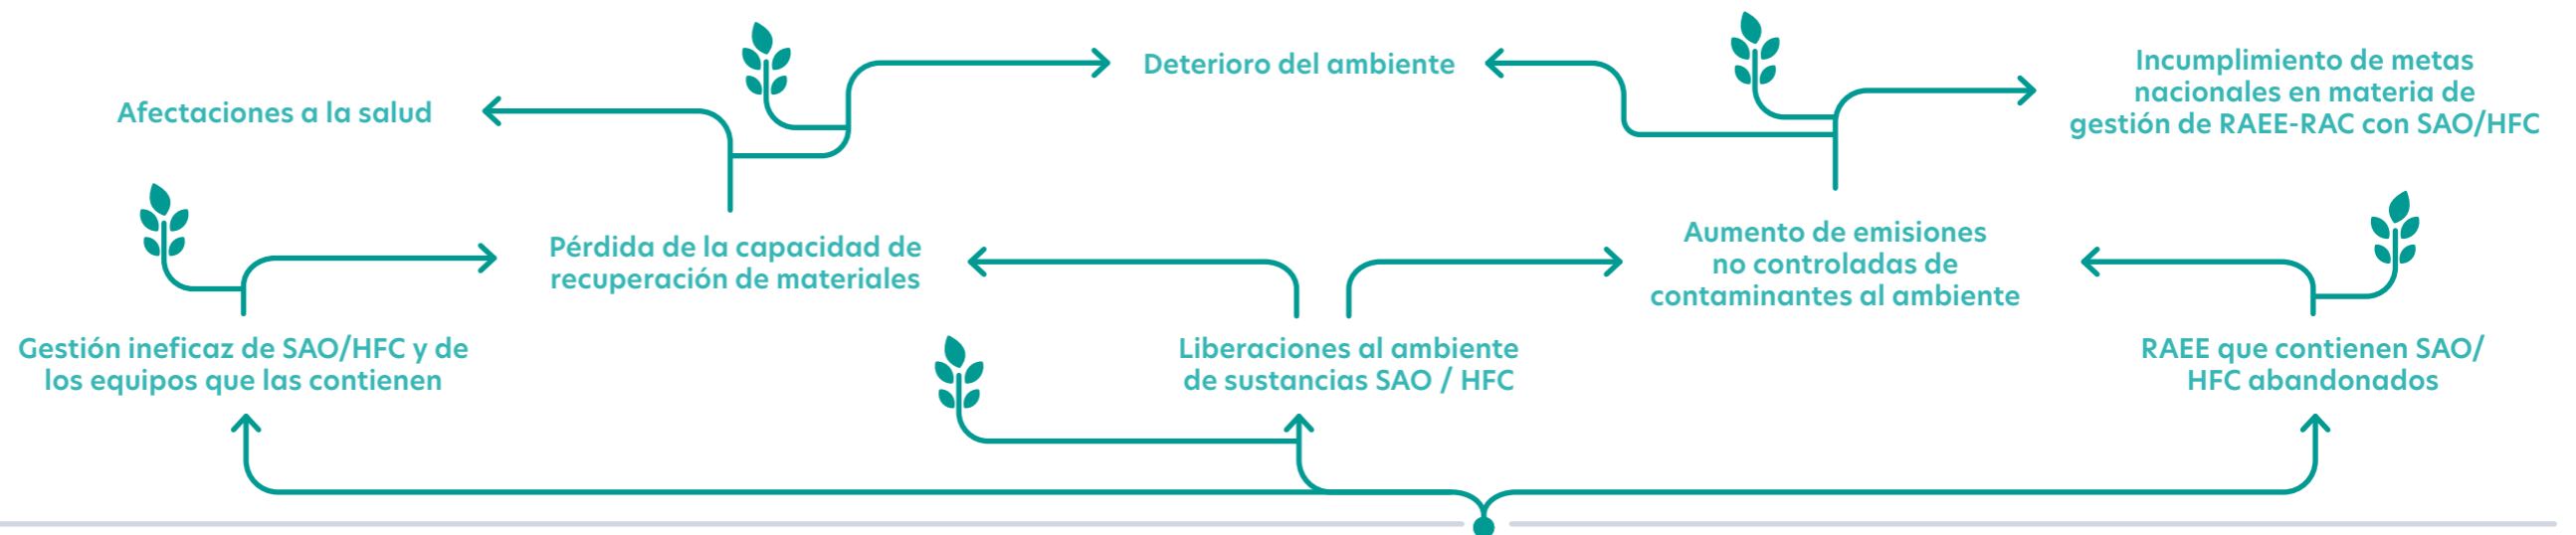 Afectaciones a la salud
Deterioro del ambiente
Incumplimiento de metas
nacionales en materia de
gestión de RAEE-RAC con SAO/HFC
Pérdida de la capacidad de
recuperación de materiales
Aumento de emisiones
no controladas de
contaminantes al ambiente
Gestión ineficaz de SAO/HFC y de
los equipos que las contienen
Liberaciones al ambiente
de sustancias SAO / HFC
RAEE que contienen SAO/
HFC abandonados